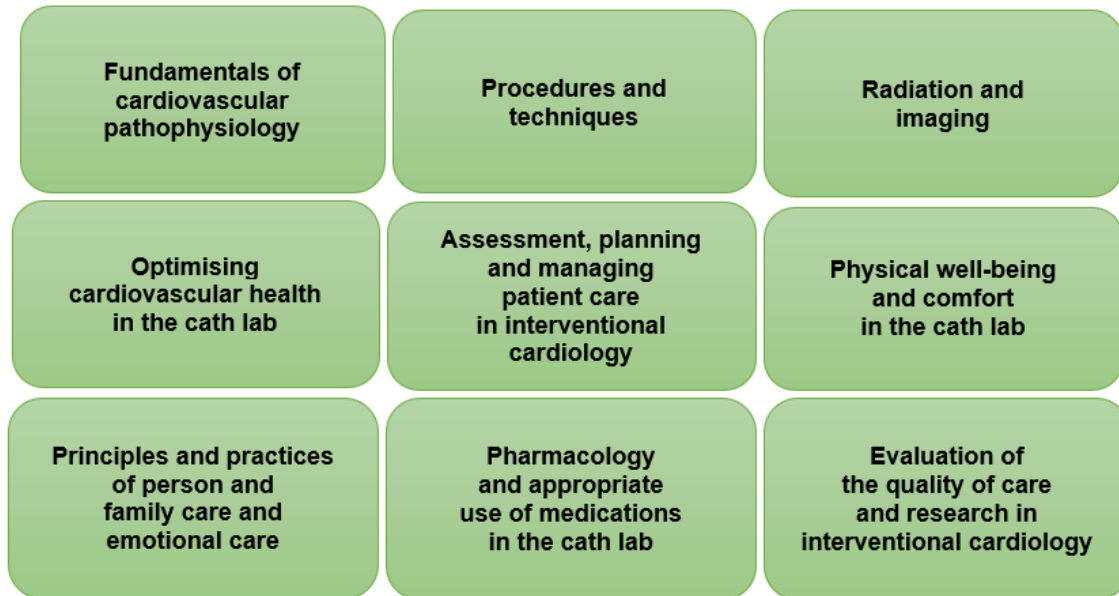 Fundamentals of
cardiovascular
pathophysiology
Procedures and
techniques
Radiation and
imaging
Optimising
cardiovascular health
in the cath lab
Assessment, planning
and managing
patient care
in interventional
cardiology
Physical well-being
and comfort
in the cath lab
Principles and practices
of person and
family care and
emotional care
Pharmacology
and appropriate
use of medications
in the cath lab
Evaluation of
the quality of care
and research in
interventional cardiology